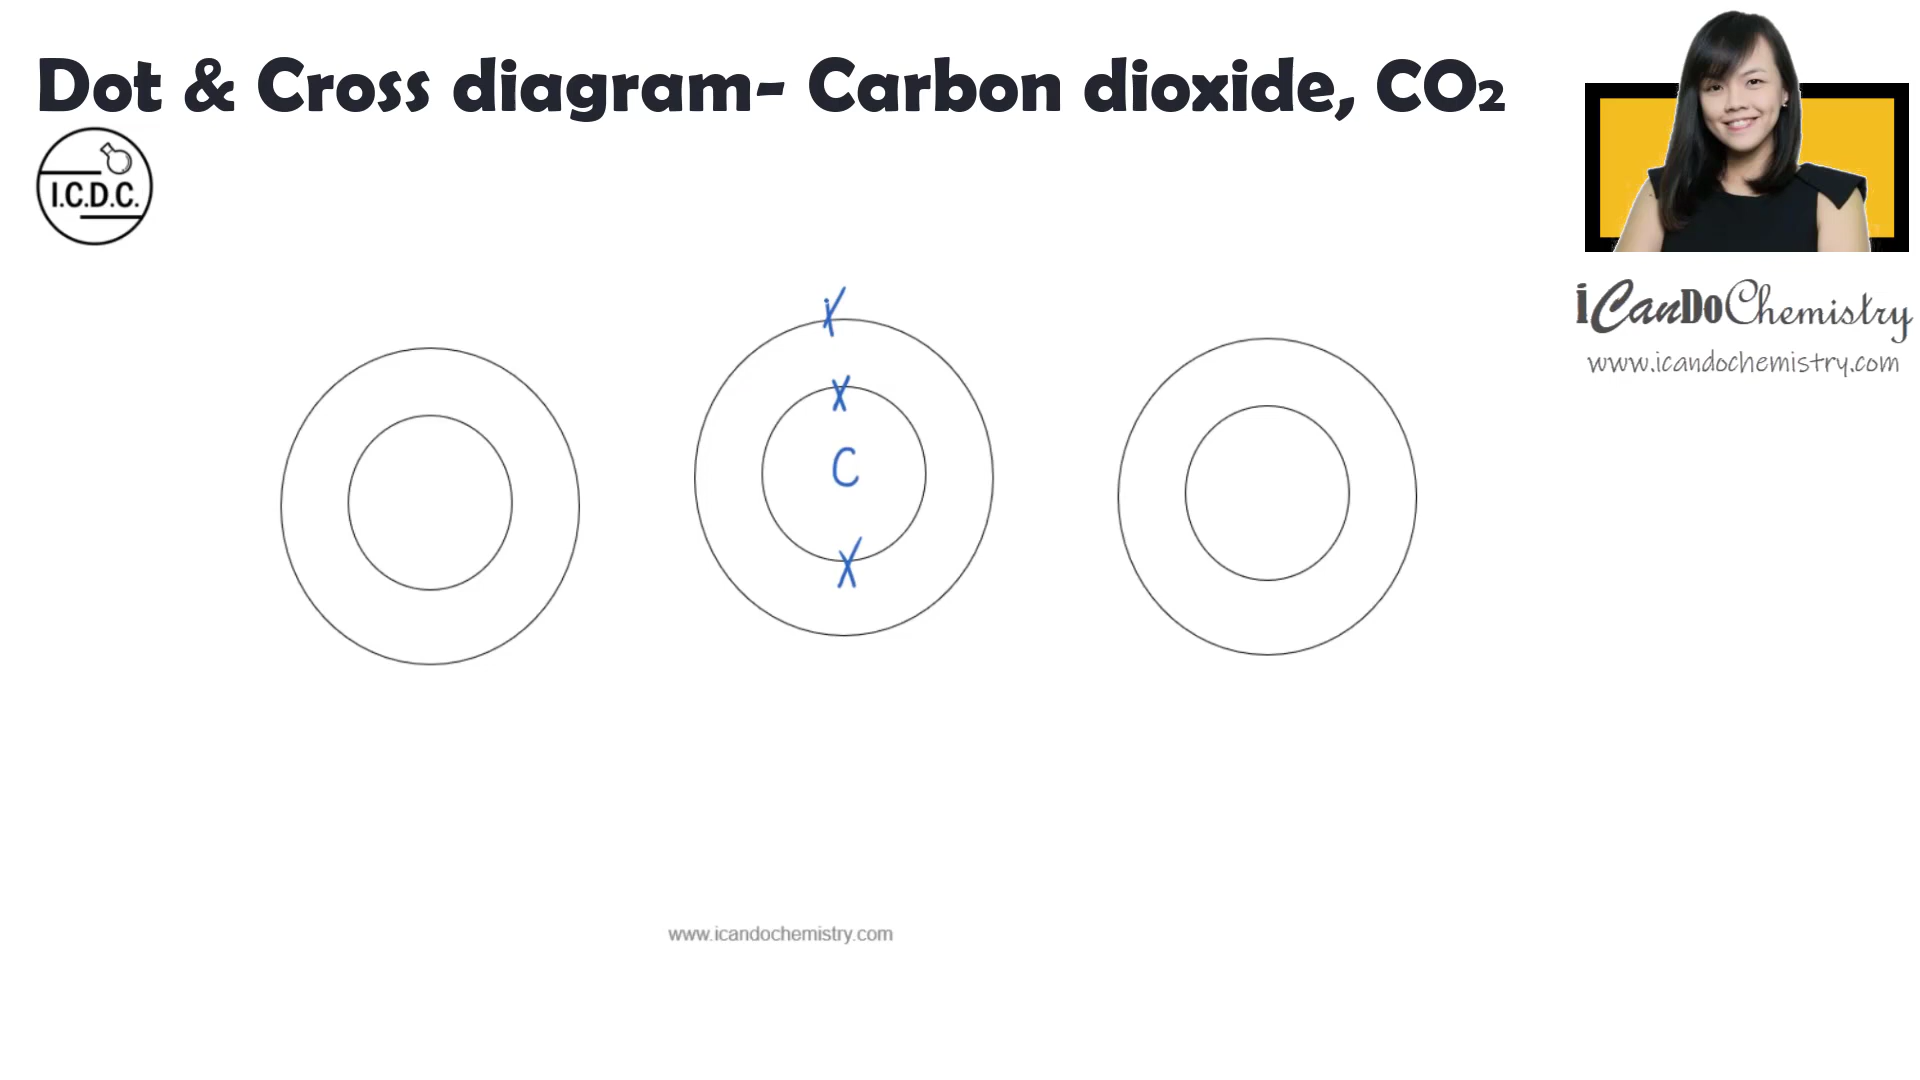 Dot & Cross diagram- Carbon dioxide, CO₂
I.C.D.C.
iCanDoChemistry
www.icandochemistry.com
x
x
C
x
www.icandochemistry.com